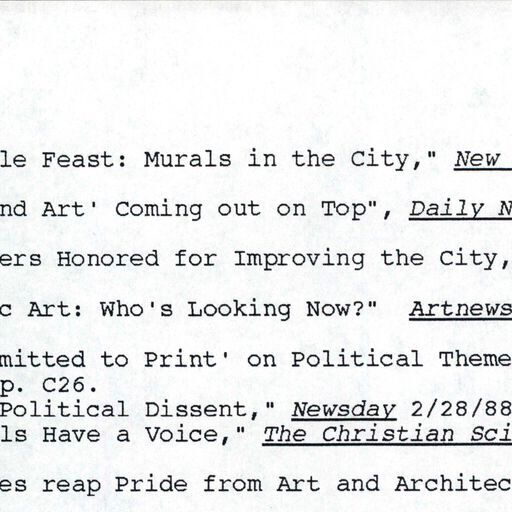 le Feast: Murals in the City," New
nd Art' Coming out on Top", Daily N
ers Honored for Improving the City,
c Art: Who's Looking Now?" Artnews
mitted to Print' on Political Theme
p. C26.
Political Dissent," Newsday 2/28/88
ls Have a Voice," The Christian Sci
es reap Pride from Art and Architec